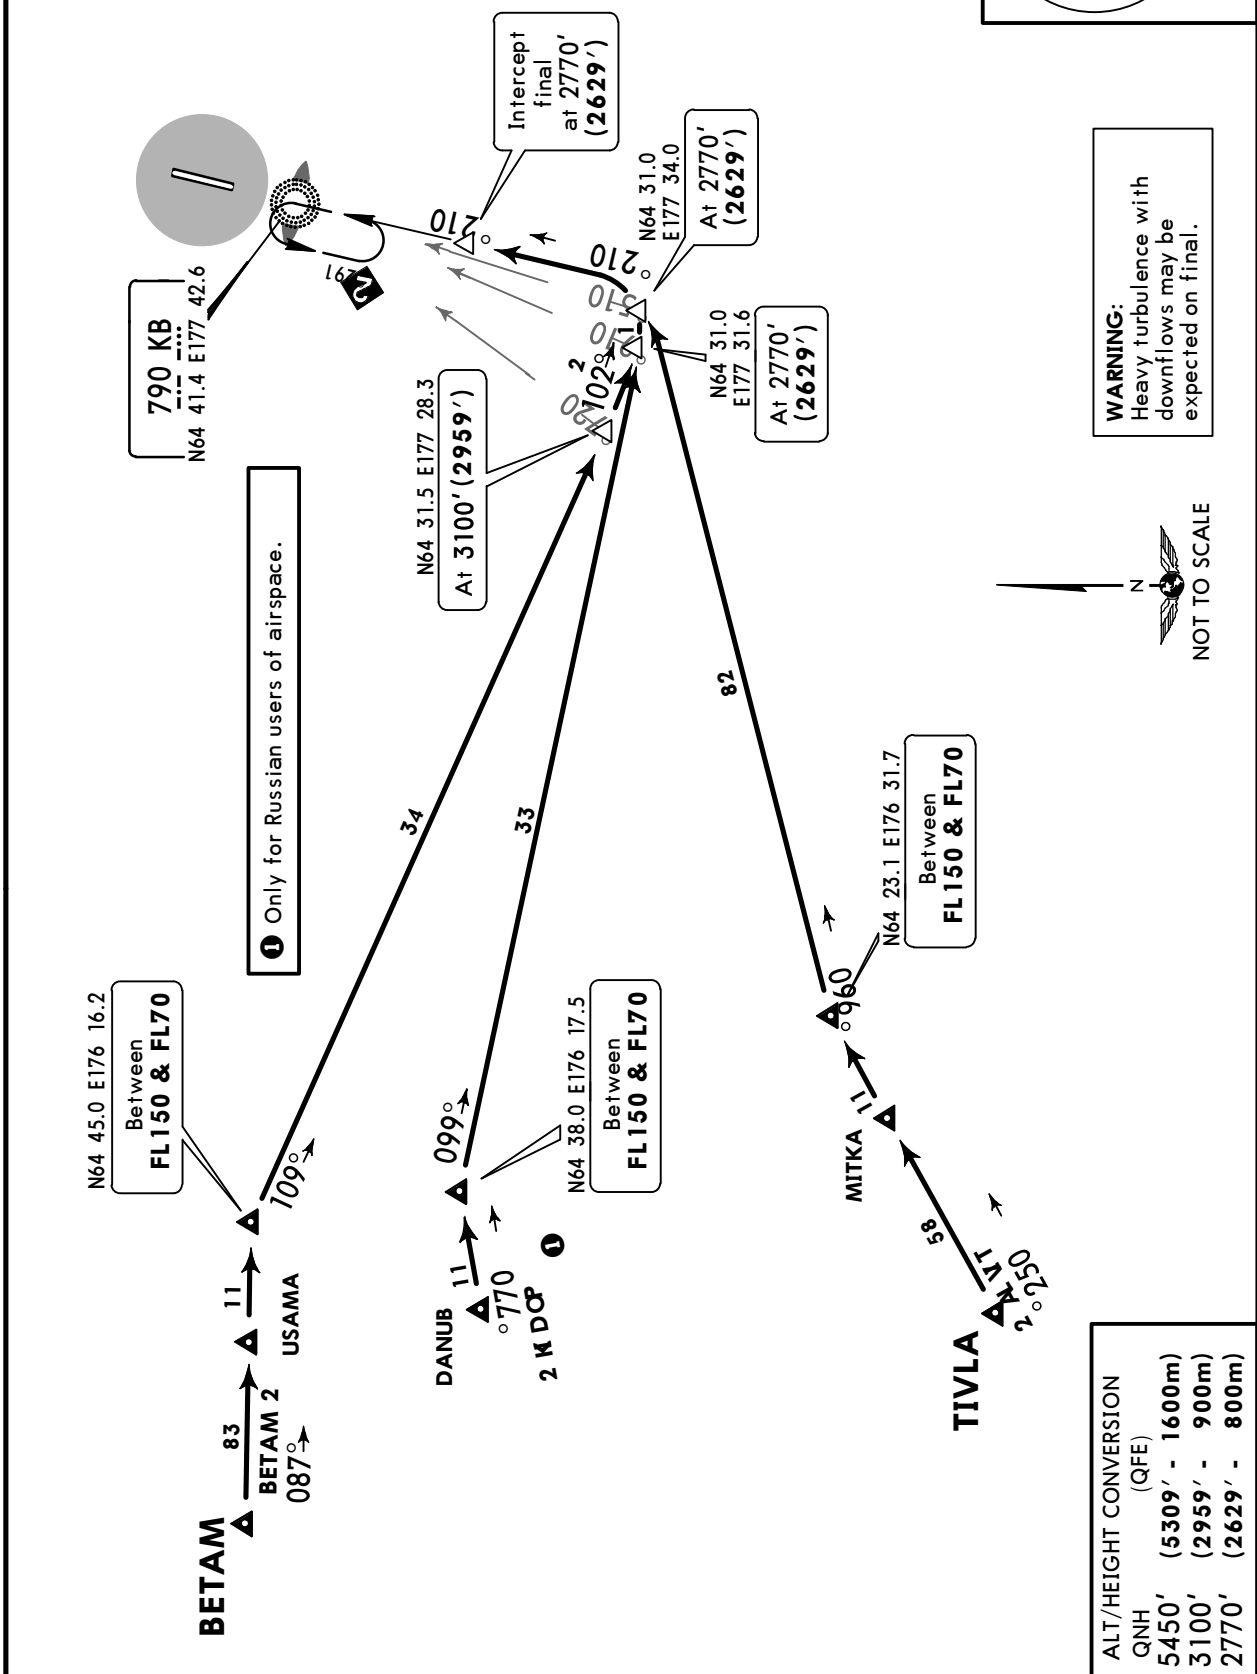 BETAM
83
BETAM 2
087°
11
USAMA
N64 45.0 E176 16.2
Between
FL150 & FL70
109°
34
1 Only for Russian users of airspace.
790 KB
N64 41.4 E177 42.6
N64 31.5 E177 28.3
At 3100' (2959')
102°
2
1
210°
210°
Intercept
final
at 2770'
(2629')
N64 31.0
E177 34.0
At 2770'
(2629')
N64 31.0
E177 31.6
At 2770'
(2629')
DANUB
11
1
099°
N64 38.0 E176 17.5
Between
FL150 & FL70
33
TIVLA
58
MITKA
11
N64 23.1 E176 31.7
Between
FL150 & FL70
82
WARNING:
Heavy turbulence with
downflows may be
expected on final.
N
NOT TO SCALE
ALT/HEIGHT CONVERSION
QNH (QFE)
5450' (5309' - 1600m)
3100' (2959' - 900m)
2770' (2629' - 800m)